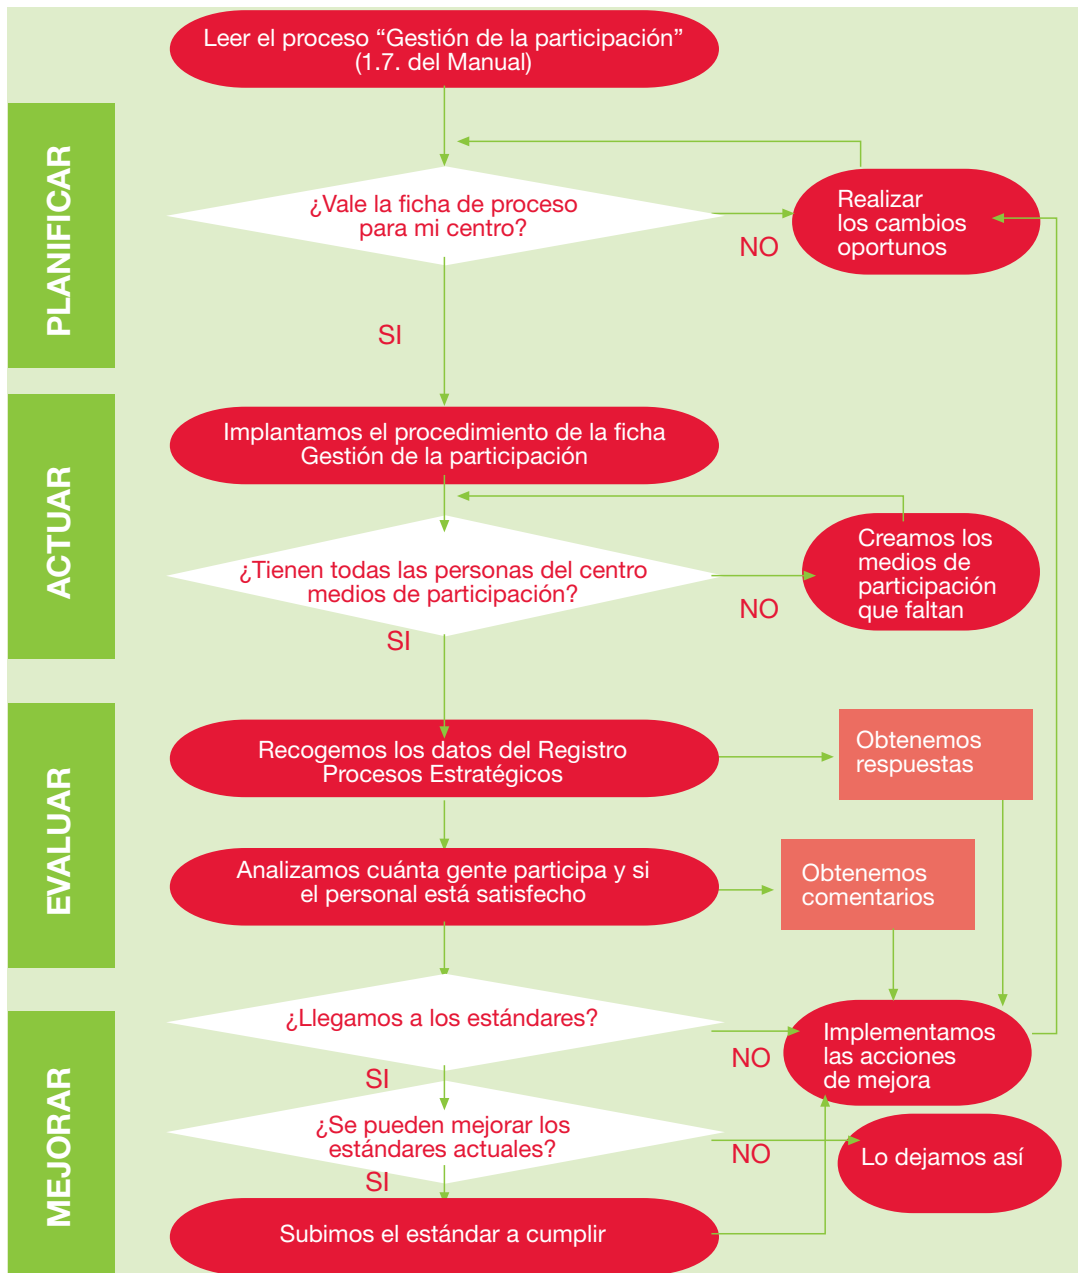 Leer el proceso “Gestión de la participación”
(1.7. del Manual)
PLANIFICAR
¿Vale la ficha de proceso
para mi centro?
NO
Realizar
los cambios
oportunos
SI
ACTUAR
Implantamos el procedimiento de la ficha
Gestión de la participación
¿Tienen todas las personas del centro
medios de participación?
NO
Creamos los
medios de
participación
que faltan
SI
EVALUAR
Recogemos los datos del Registro
Procesos Estratégicos
Obtenemos
respuestas
Analizamos cuánta gente participa y si
el personal está satisfecho
Obtenemos
comentarios
MEJORAR
¿Llegamos a los estándares?
NO
Implementamos
las acciones
de mejora
SI
¿Se pueden mejorar los
estándares actuales?
NO
Lo dejamos así
SI
Subimos el estándar a cumplir